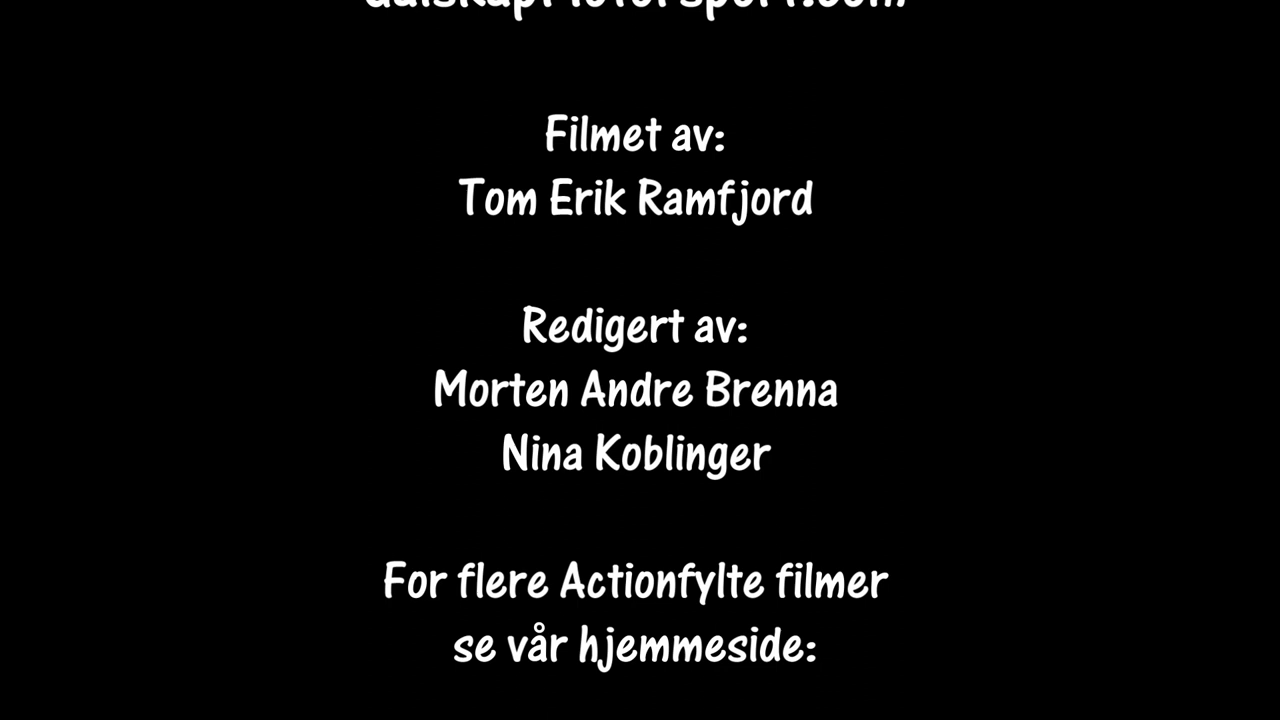 Filmet av:
Tom Erik Ramfjord
Redigert av:
Morten Andre Brenna
Nina Koblinger
For flere Actionfylte filmer
se vår hjemmeside: